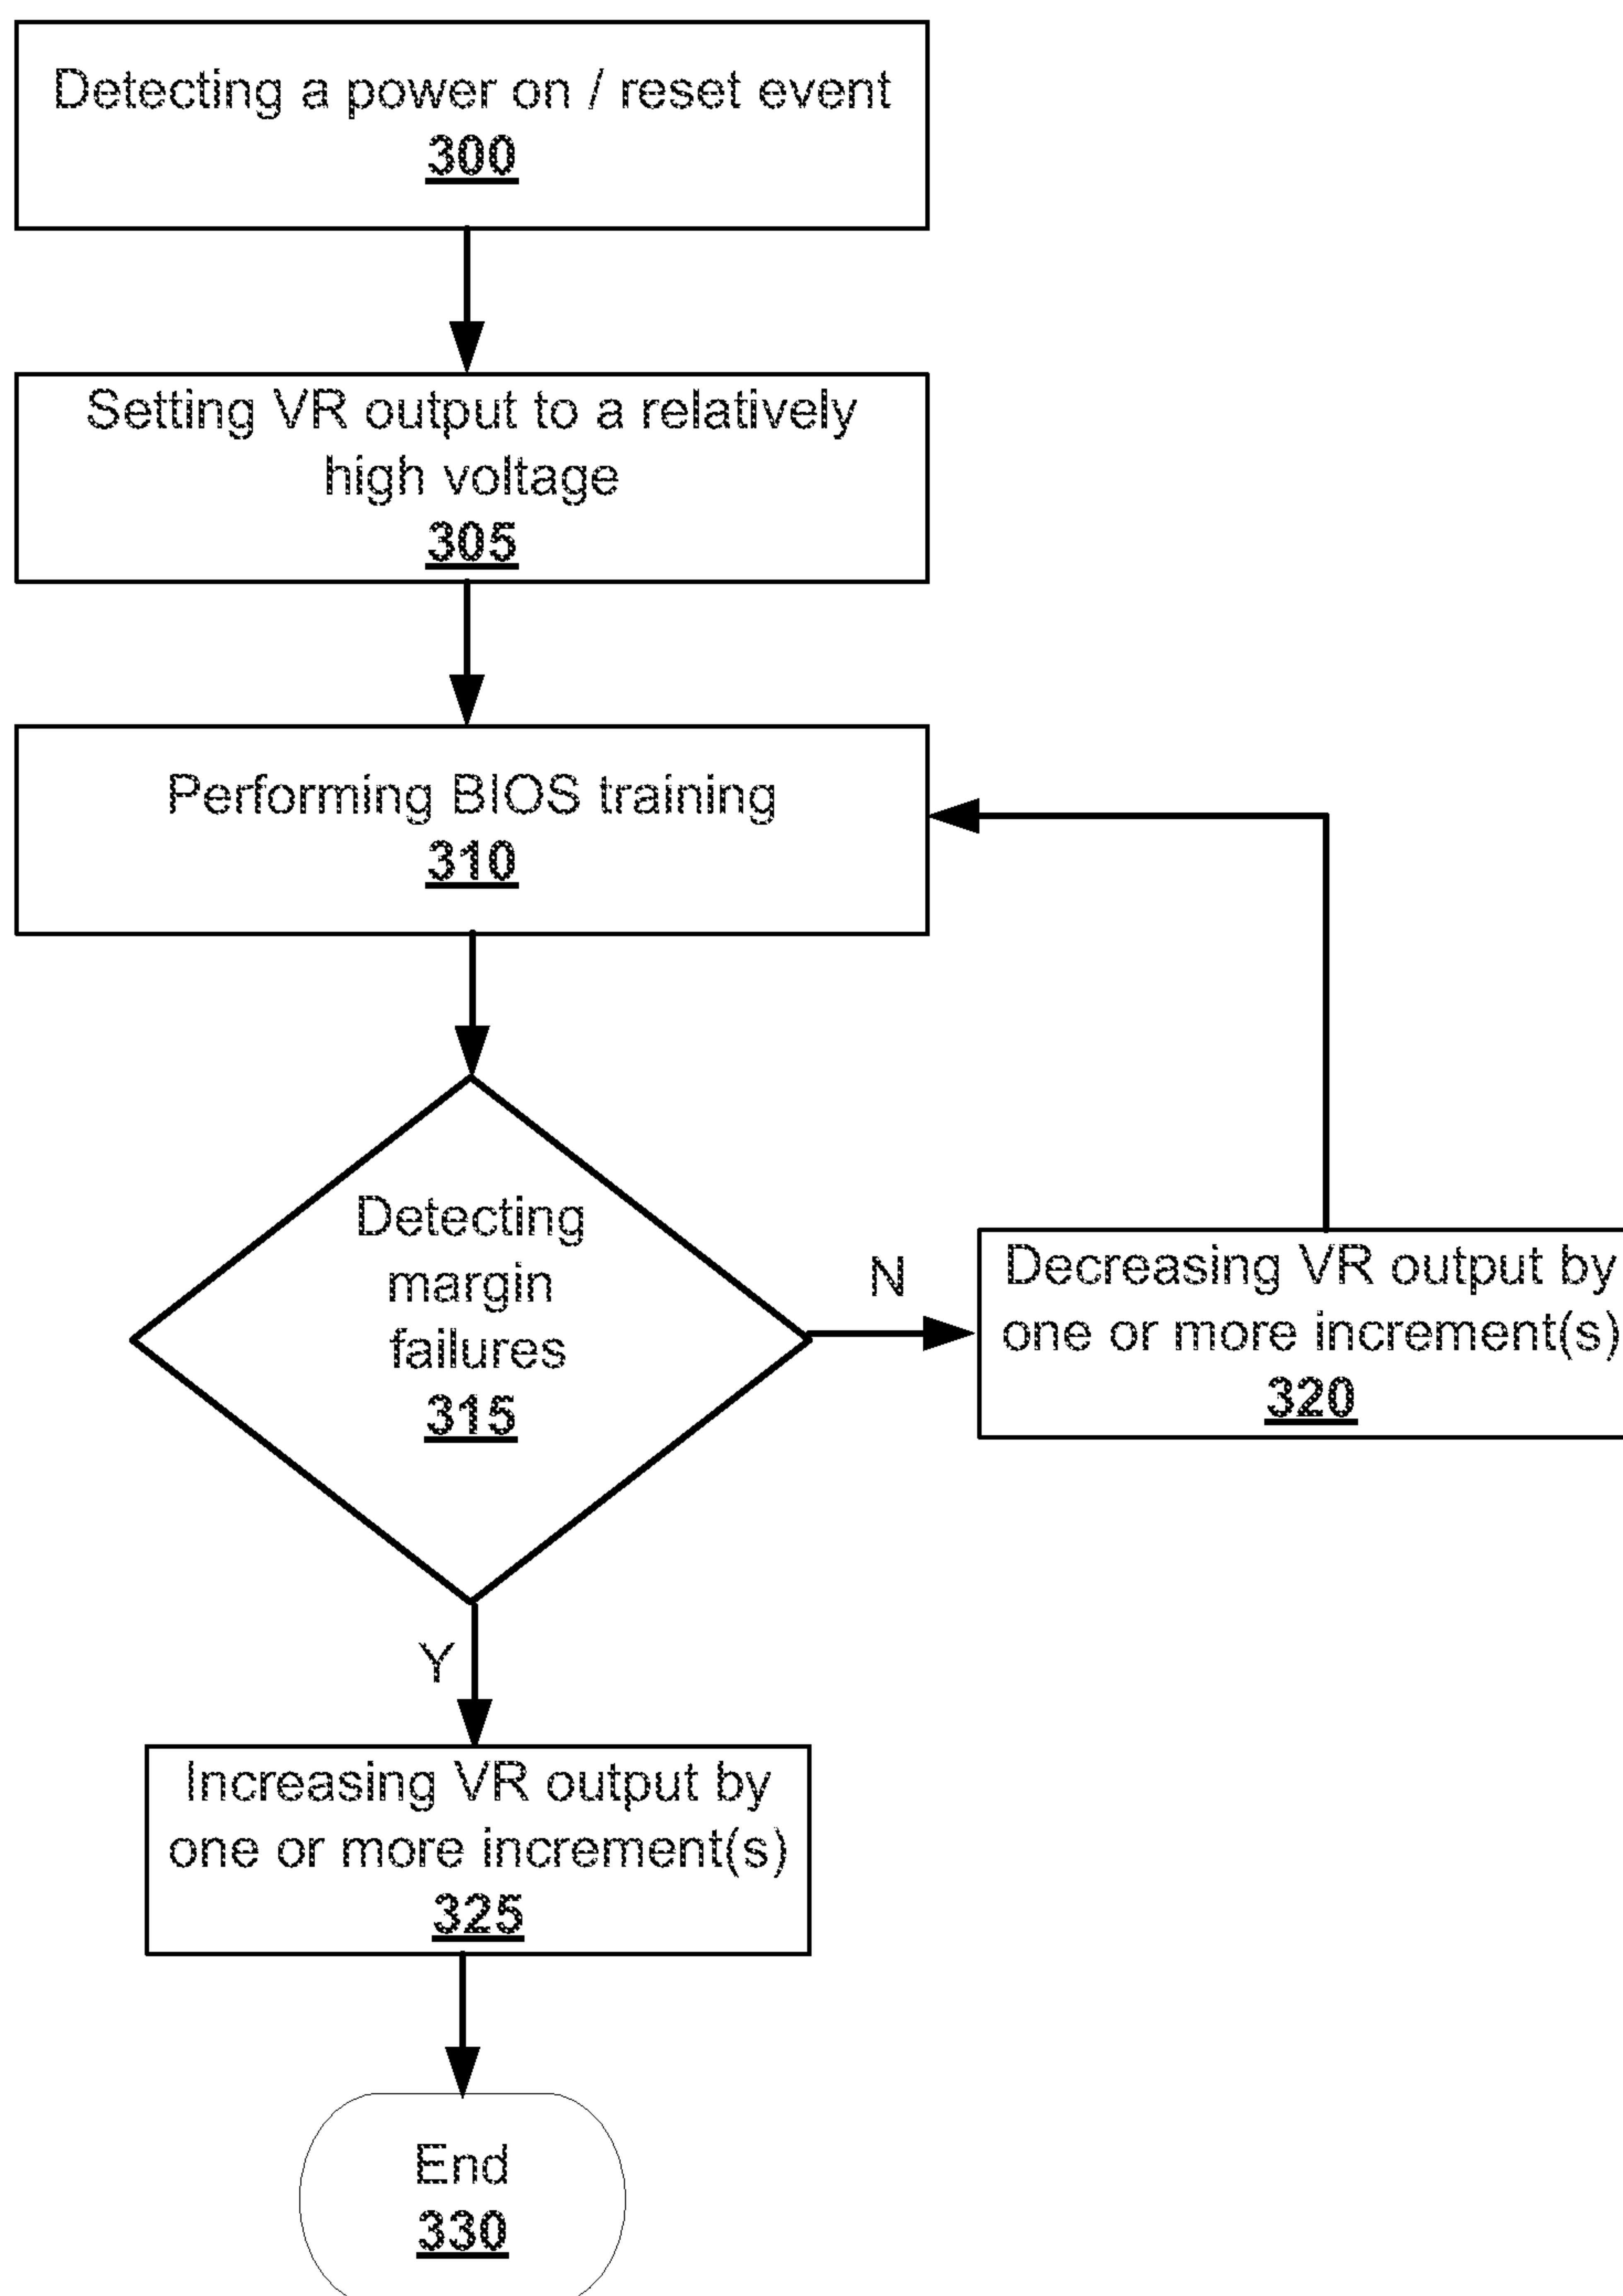 Detecting a power on / reset event
300
Setting VR output to a relatively
high voltage
305
Performing BIOS training
310
Detecting
margin
failures
315
N
Decreasing VR output by
one or more increment(s)
320
Y
Increasing VR output by
one or more increment(s)
325
End
330